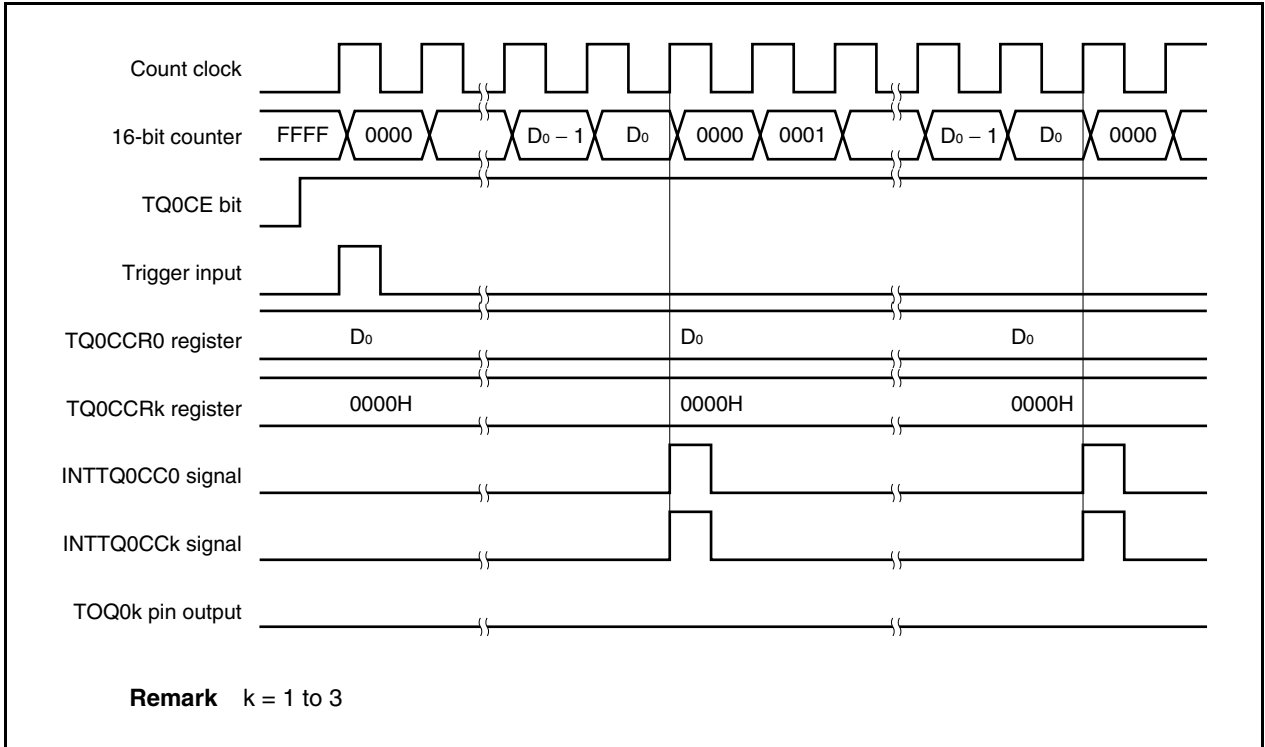 Count clock
16-bit counter FFFF 0000 D₀ − 1 D₀ 0000 0001 D₀ − 1 D₀ 0000
TQ0CE bit
Trigger input
TQ0CCR0 register D₀ D₀ D₀
TQ0CCRk register 0000H 0000H 0000H
INTTQ0CC0 signal
INTTQ0CCk signal
TOQ0k pin output
Remark k = 1 to 3